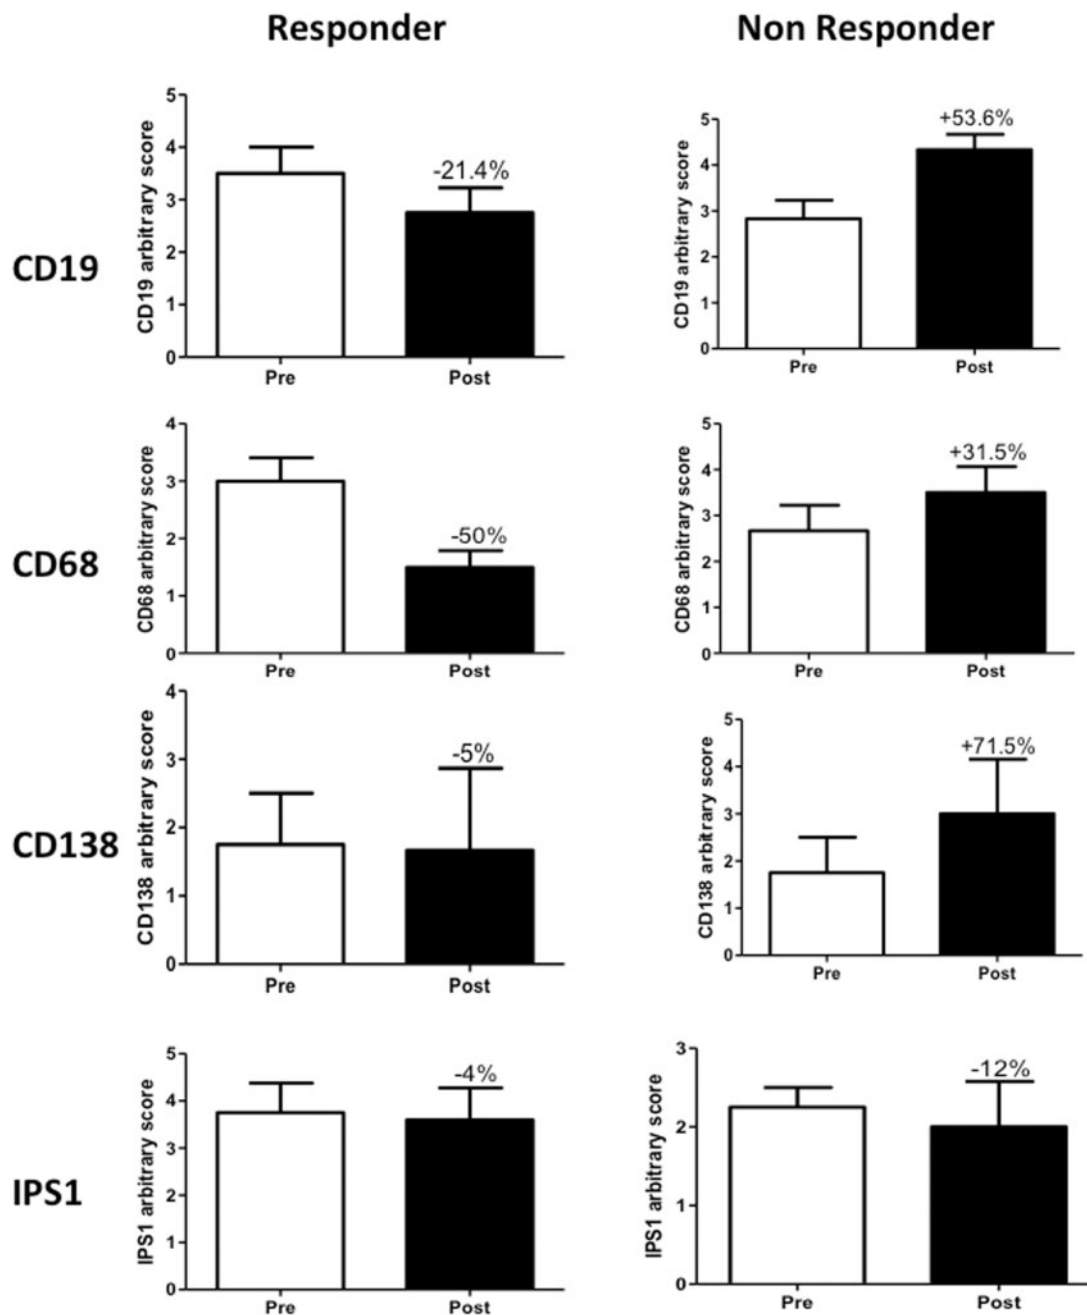 Responder
Non Responder
CD19
CD19 arbitrary score
5
4
3
2
1
0
-21.4%
Pre
Post
CD19 arbitrary score
5
4
3
2
1
0
+53.6%
Pre
Post
CD68
CD68 arbitrary score
4
3
2
1
0
-50%
Pre
Post
CD68 arbitrary score
5
4
3
2
1
0
+31.5%
Pre
Post
CD138
CD138 arbitrary score
4
3
2
1
0
-5%
Pre
Post
CD138 arbitrary score
5
4
3
2
1
0
+71.5%
Pre
Post
IPS1
IPS1 arbitrary score
5
4
3
2
1
0
-4%
Pre
Post
IPS1 arbitrary score
3
2
1
0
-12%
Pre
Post